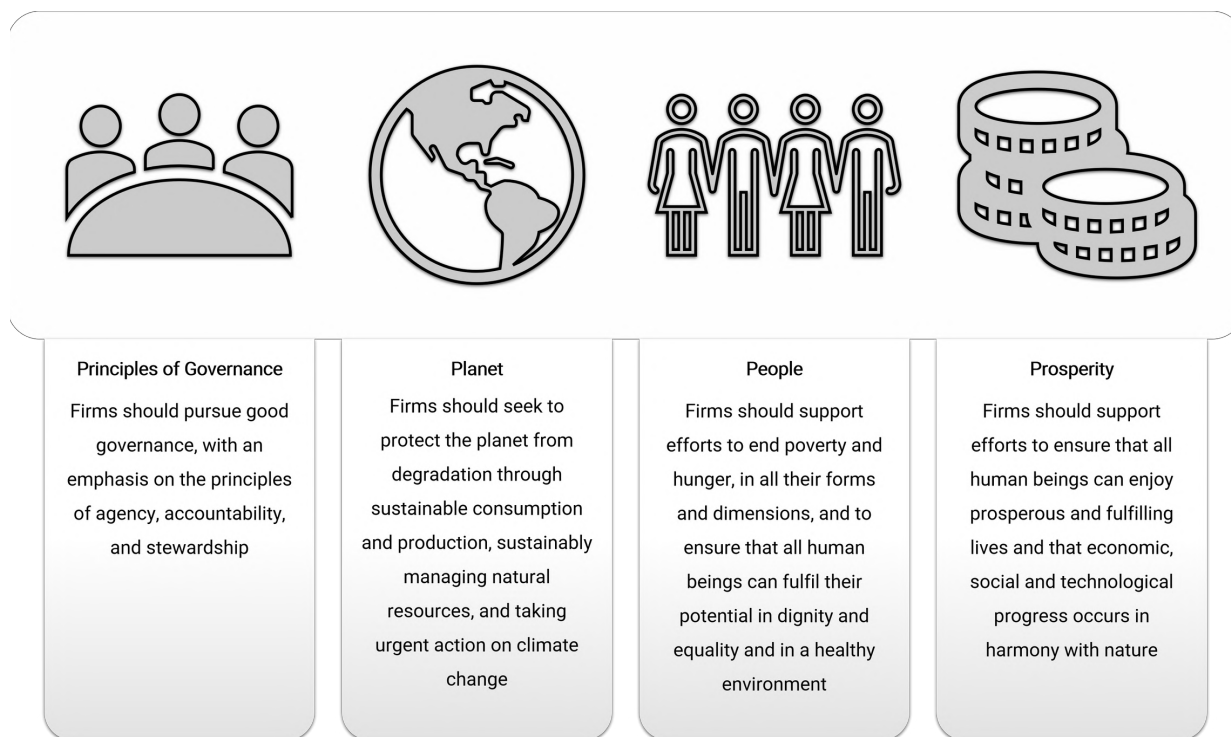 Principles of Governance
Firms should pursue good
governance, with an
emphasis on the principles
of agency, accountability,
and stewardship
Planet
Firms should seek to
protect the planet from
degradation through
sustainable consumption
and production, sustainably
managing natural
resources, and taking
urgent action on climate
change
People
Firms should support
efforts to end poverty and
hunger, in all their forms
and dimensions, and to
ensure that all human
beings can fulfil their
potential in dignity and
equality and in a healthy
environment
Prosperity
Firms should support
efforts to ensure that all
human beings can enjoy
prosperous and fulfilling
lives and that economic,
social and technological
progress occurs in
harmony with nature